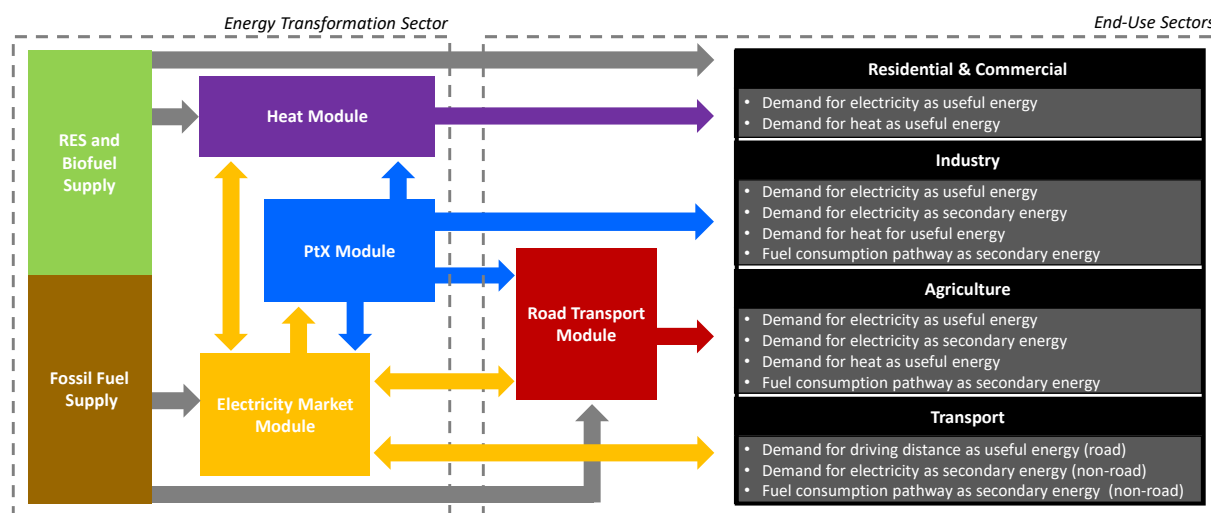 Energy Transformation Sector
End-Use Sectors
RES and
Biofuel
Supply
Fossil Fuel
Supply
Heat Module
PtX Module
Electricity Market
Module
Road Transport
Module
Residential & Commercial
• Demand for electricity as useful energy
• Demand for heat as useful energy
Industry
• Demand for electricity as useful energy
• Demand for electricity as secondary energy
• Demand for heat for useful energy
• Fuel consumption pathway as secondary energy
Agriculture
• Demand for electricity as useful energy
• Demand for electricity as secondary energy
• Demand for heat as useful energy
• Fuel consumption pathway as secondary energy
Transport
• Demand for driving distance as useful energy (road)
• Demand for electricity as secondary energy (non-road)
• Fuel consumption pathway as secondary energy (non-road)